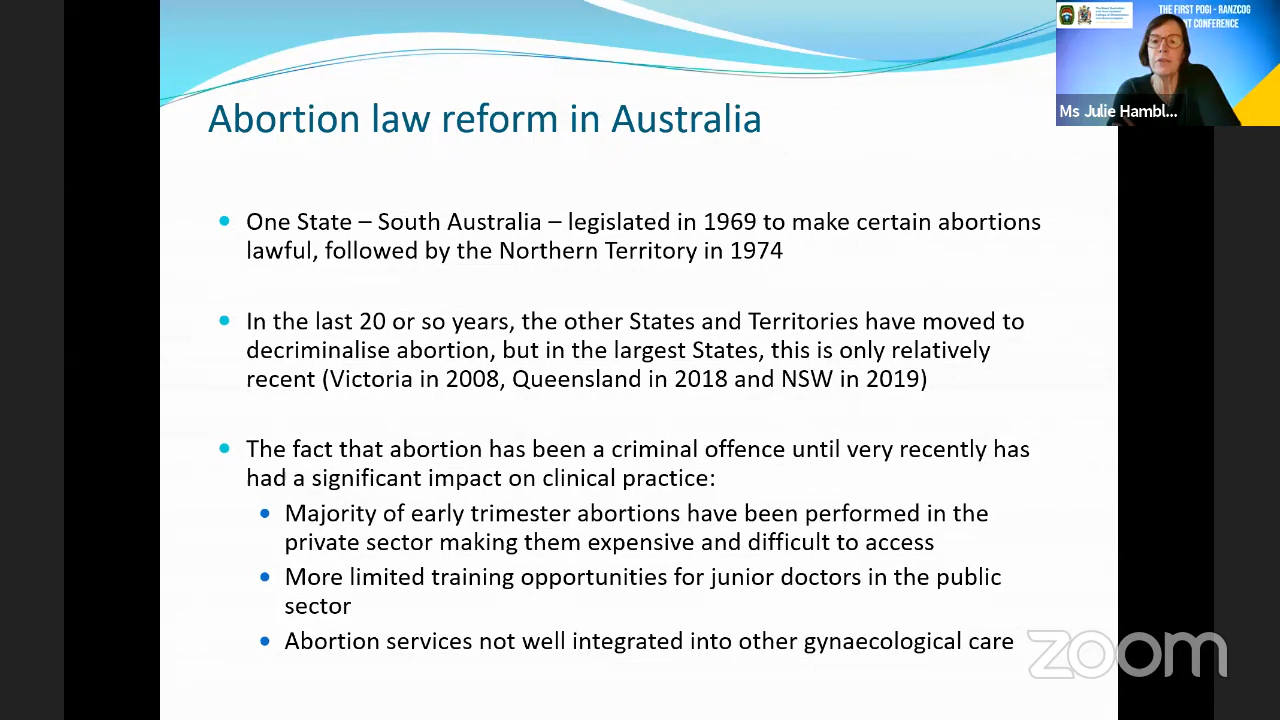 THE FIRST POGI - RANZCOG
NT CONFERENCE
Ms Julie Hambl...
Abortion law reform in Australia
• One State – South Australia – legislated in 1969 to make certain abortions
lawful, followed by the Northern Territory in 1974
• In the last 20 or so years, the other States and Territories have moved to
decriminalise abortion, but in the largest States, this is only relatively
recent (Victoria in 2008, Queensland in 2018 and NSW in 2019)
• The fact that abortion has been a criminal offence until very recently has
had a significant impact on clinical practice:
• Majority of early trimester abortions have been performed in the
private sector making them expensive and difficult to access
• More limited training opportunities for junior doctors in the public
sector
• Abortion services not well integrated into other gynaecological care
zoom